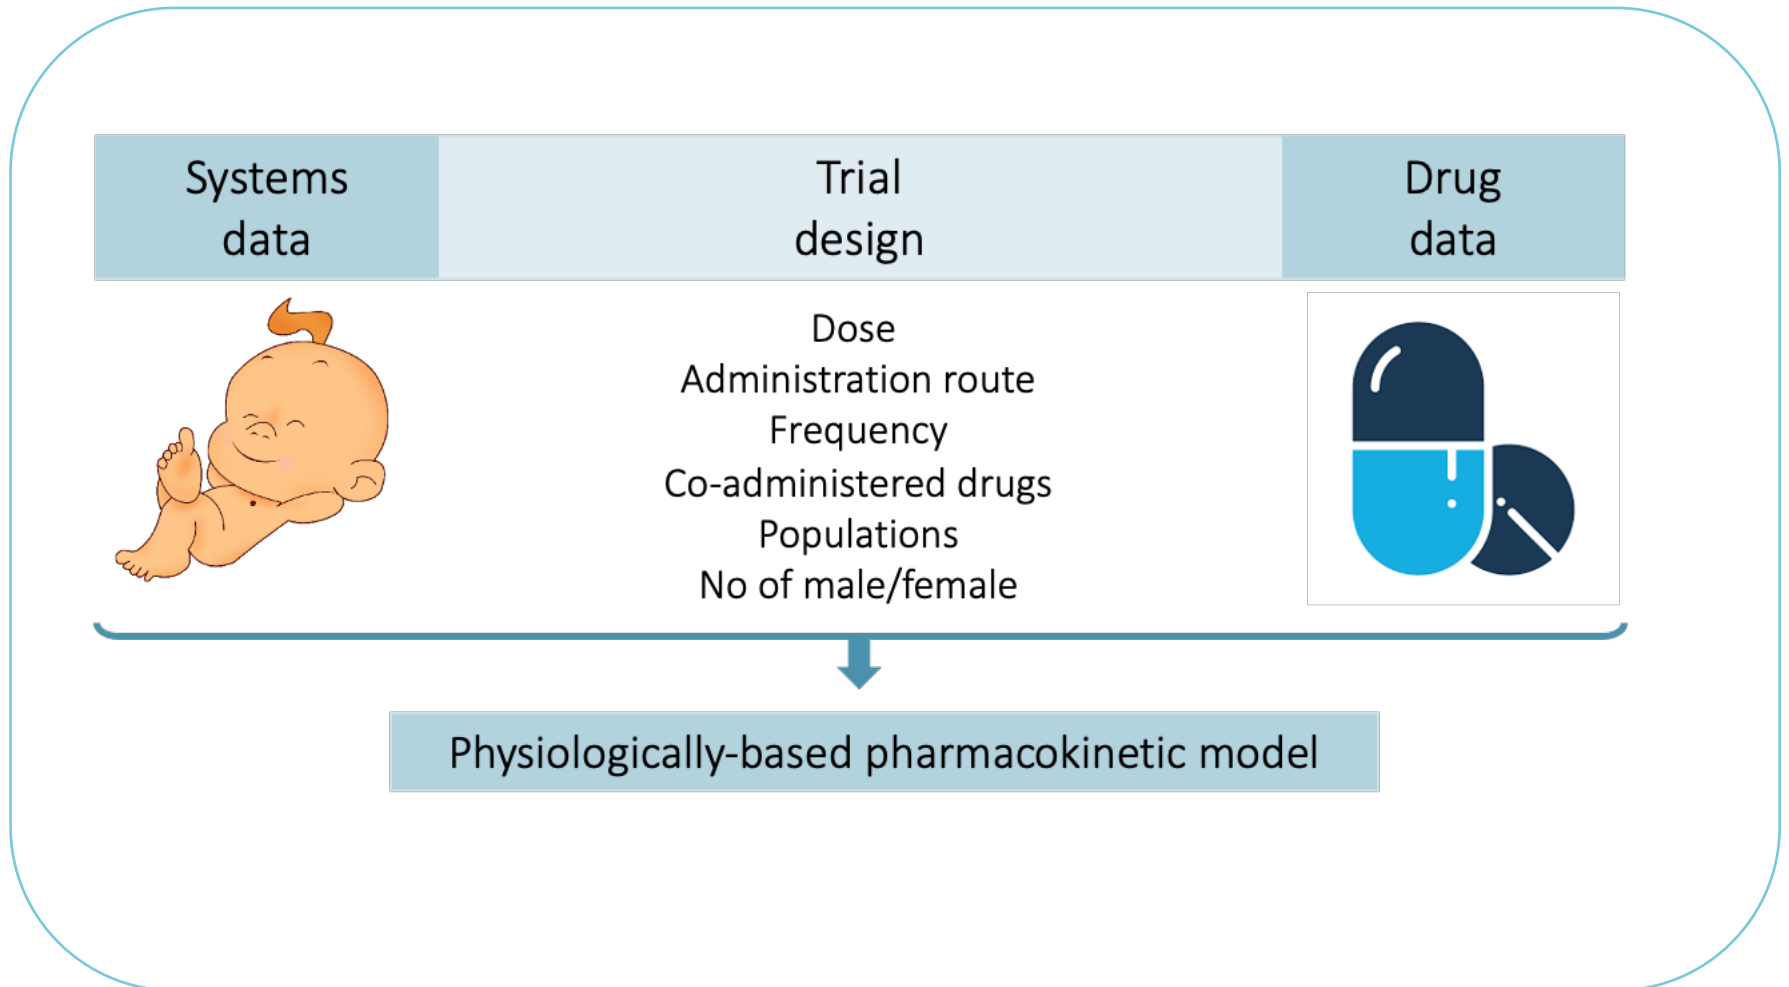 Systems
data
Trial
design
Drug
data
Dose
Administration route
Frequency
Co-administered drugs
Populations
No of male/female
Physiologically-based pharmacokinetic model